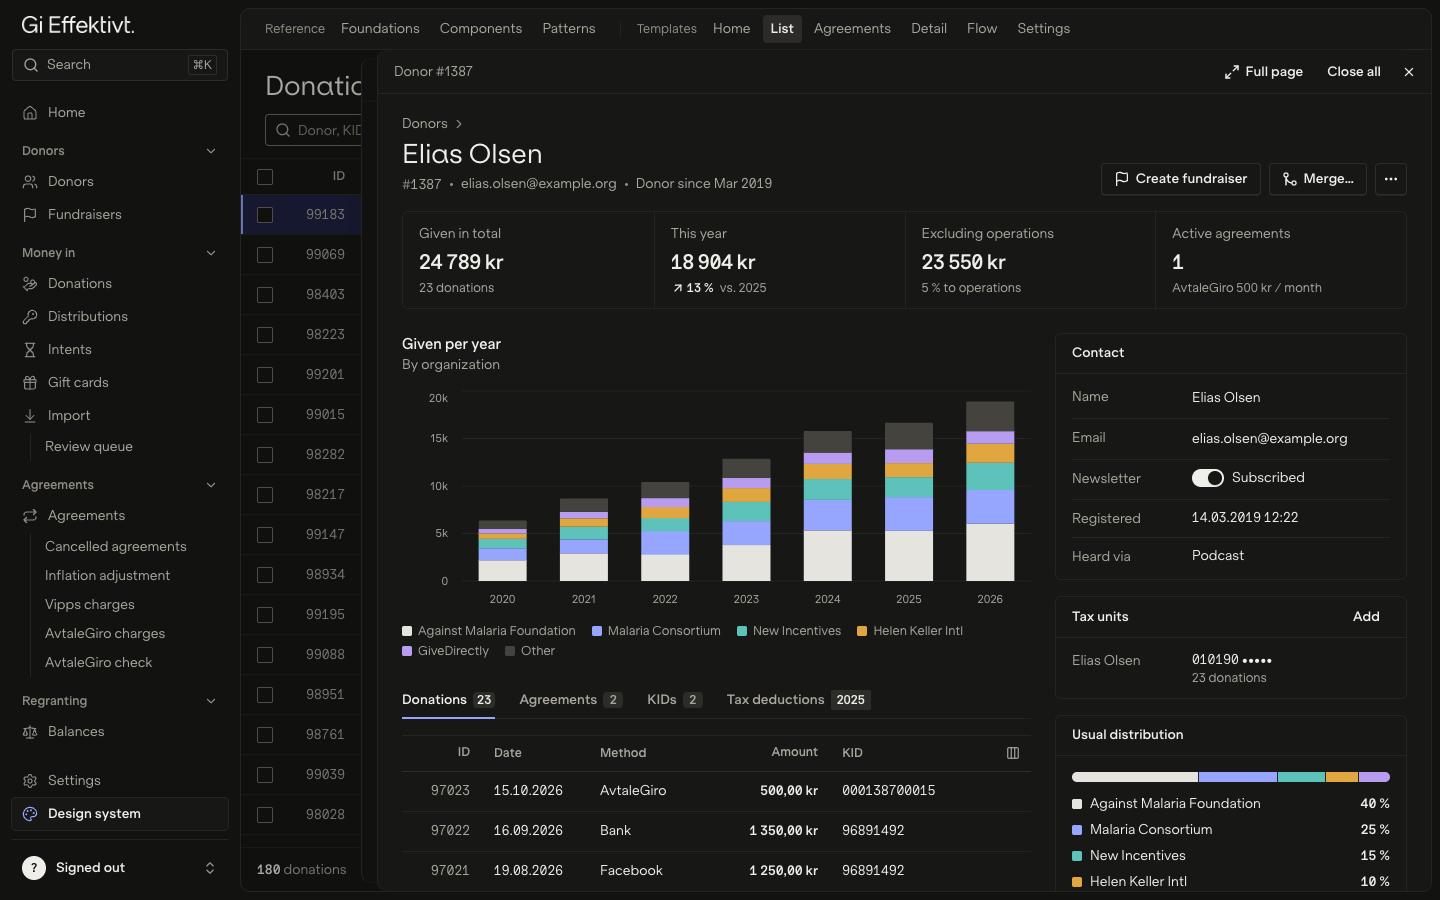 Gi Effektivt.
Search ⌘K
Home
Donors
Donors
Fundraisers
Money in
Donations
Distributions
Intents
Gift cards
Import
Review queue
Agreements
Agreements
Cancelled agreements
Inflation adjustment
Vipps charges
AvtaleGiro charges
AvtaleGiro check
Regranting
Balances
Settings
Design system
? Signed out
Reference Foundations Components Patterns Templates Home List Agreements Detail Flow Settings
Donatio
Donor, KID
ID
99183
99069
98403
98223
99201
99015
98282
98217
99147
98934
99195
99088
98951
98761
99039
98028
180 donations
Donor #1387 Full page Close all
Donors
Elias Olsen
#1387 • elias.olsen@example.org • Donor since Mar 2019
Create fundraiser Merge…
Given in total
24 789 kr
23 donations
This year
18 904 kr
13 % vs. 2025
Excluding operations
23 550 kr
5 % to operations
Active agreements
1
AvtaleGiro 500 kr / month
Given per year
By organization
20k
15k
10k
5k
0
2020 2021 2022 2023 2024 2025 2026
Against Malaria Foundation Malaria Consortium New Incentives Helen Keller Intl
GiveDirectly Other
Donations 23 Agreements 2 KIDs 2 Tax deductions 2025
ID Date Method Amount KID
97023 15.10.2026 AvtaleGiro 500,00 kr 000138700015
97022 16.09.2026 Bank 1 350,00 kr 96891492
97021 19.08.2026 Facebook 1 250,00 kr 96891492
Contact
Name Elias Olsen
Email elias.olsen@example.org
Newsletter Subscribed
Registered 14.03.2019 12:22
Heard via Podcast
Tax units Add
Elias Olsen 010190 •••••
23 donations
Usual distribution
Against Malaria Foundation 40 %
Malaria Consortium 25 %
New Incentives 15 %
Helen Keller Intl 10 %